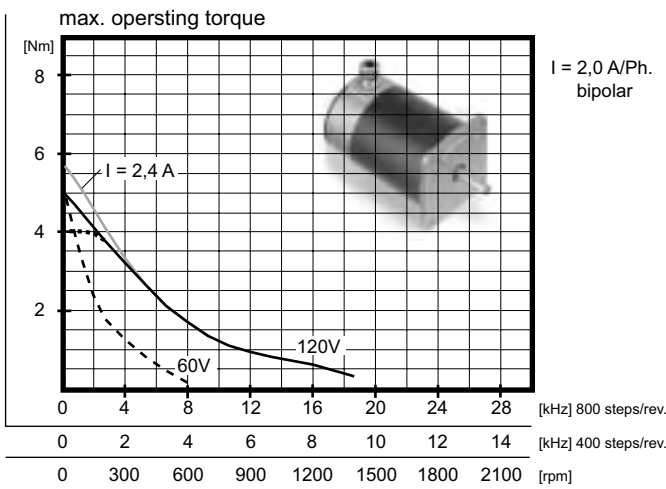 max. opersting torque
[Nm]
8
6
4
2
I = 2,0 A/Ph.
bipolar
I = 2,4 A
120V
60V
0 4 8 12 16 20 24 28 [kHz] 800 steps/rev.
0 2 4 6 8 10 12 14 [kHz] 400 steps/rev.
0 300 600 900 1200 1500 1800 2100 [rpm]